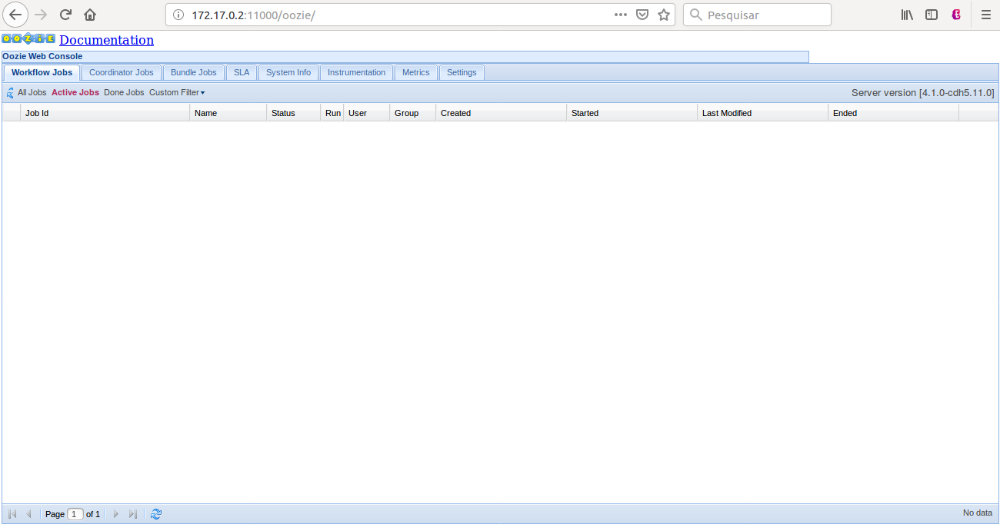 172.17.0.2:11000/oozie/ Pesquisar
OOZIE Documentation
Oozie Web Console
Workflow Jobs Coordinator Jobs Bundle Jobs SLA System Info Instrumentation Metrics Settings
All Jobs Active Jobs Done Jobs Custom Filter Server version [4.1.0-cdh5.11.0]
Job Id Name Status Run User Group Created Started Last Modified Ended
Page 1 of 1 No data